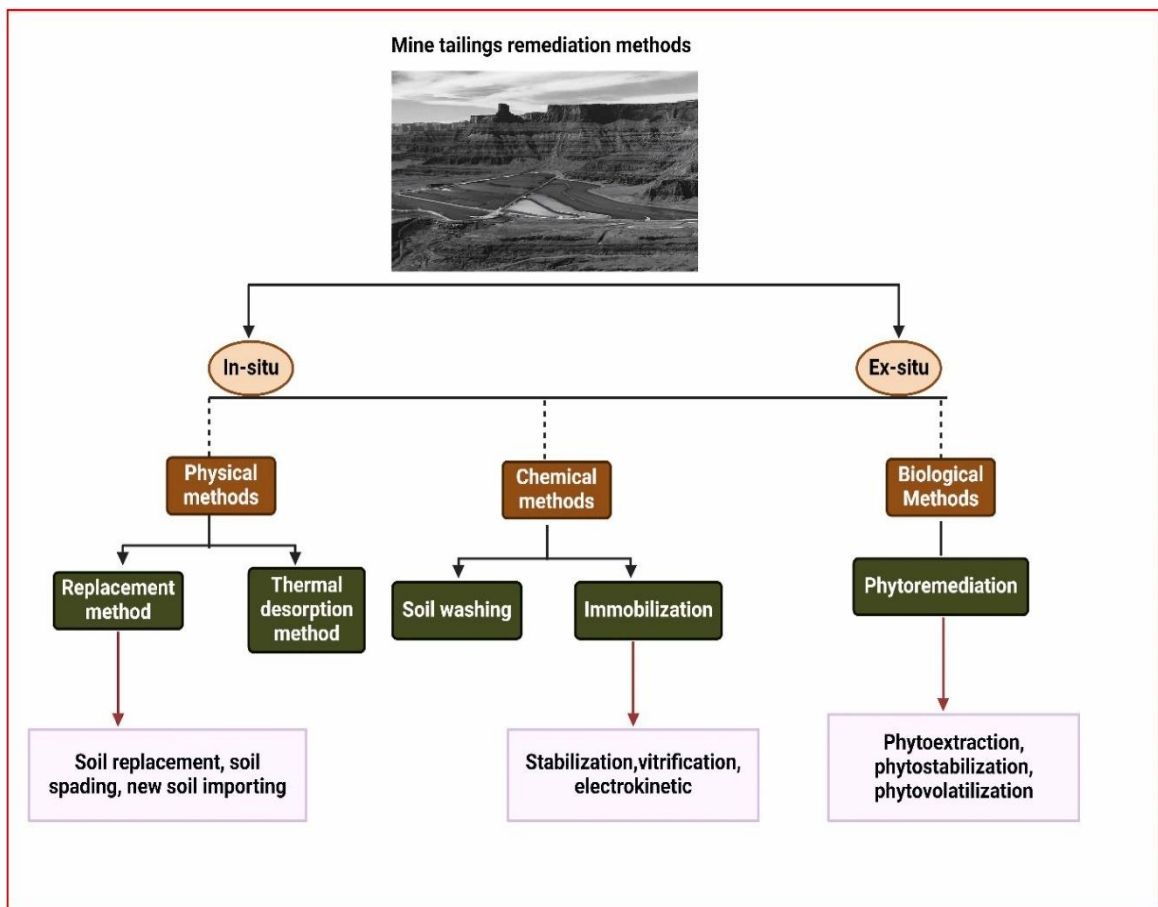 Mine tailings remediation methods
In-situ
Ex-situ
Physical
methods
Chemical
methods
Biological
Methods
Replacement
method
Thermal
desorption
method
Soil washing
Immobilization
Phytoremediation
Soil replacement, soil
spading, new soil importing
Stabilization,vitrification,
electrokinetic
Phytoextraction,
phytostabilization,
phytovolatilization